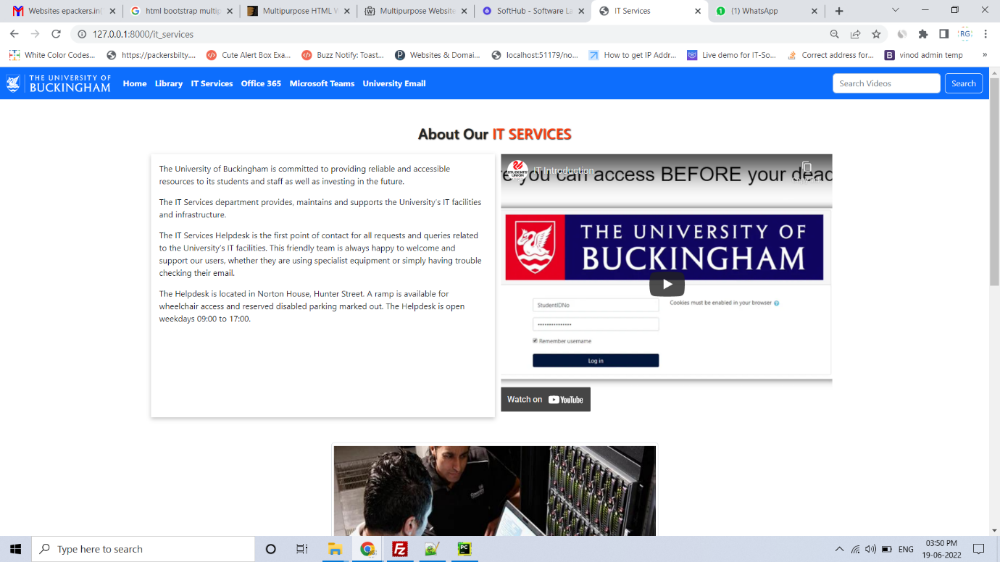 Websites epackers.in(
html bootstrap multip
Multipurpose HTML W
Multipurpose Website
SoftHub - Software La
IT Services
(1) WhatsApp
127.0.0.1:8000/it_services
RG
White Color Codes...
https://packersbilty....
Cute Alert Box Exa...
Buzz Notify: Toast...
Websites & Domai...
localhost:51179/no...
How to get IP Addr...
Live demo for IT-So...
Correct address for...
vinod admin temp
THE UNIVERSITY OF
BUCKINGHAM
Home Library IT Services Office 365 Microsoft Teams University Email
Search Videos
Search
About Our IT SERVICES
The University of Buckingham is committed to providing reliable and accessible
resources to its students and staff as well as investing in the future.
The IT Services department provides, maintains and supports the University's IT facilities
and infrastructure.
The IT Services Helpdesk is the first point of contact for all requests and queries related
to the University's IT facilities. This friendly team is always happy to welcome and
support our users, whether they are using specialist equipment or simply having trouble
checking their email.
The Helpdesk is located in Norton House, Hunter Street. A ramp is available for
wheelchair access and reserved disabled parking marked out. The Helpdesk is open
weekdays 09:00 to 17:00.
STUDENTS'
UNION
IT Introduction
you can access BEFORE your dead
THE UNIVERSITY OF
BUCKINGHAM
StudentIDNo
Cookies must be enabled in your browser
Remember username
Log in
Watch on YouTube
Type here to search
ENG
03:50 PM
19-06-2022